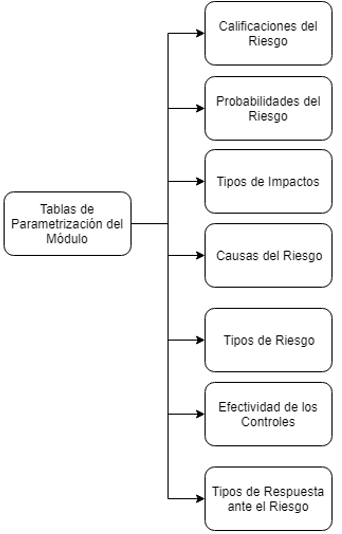 Calificaciones del
Riesgo
Probabilidades del
Riesgo
Tipos de Impactos
Tablas de
Parametrización del
Módulo
Causas del Riesgo
Tipos de Riesgo
Efectividad de los
Controles
Tipos de Respuesta
ante el Riesgo